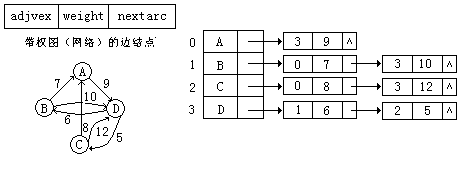 adjvex weight nextarc
带权图（网络）的边结点
0 A 3 9 ^
1 B 0 7 3 10 ^
2 C 0 8 3 12 ^
3 D 1 6 2 5 ^
A
7 9
10
B D
6
8 12 5
C